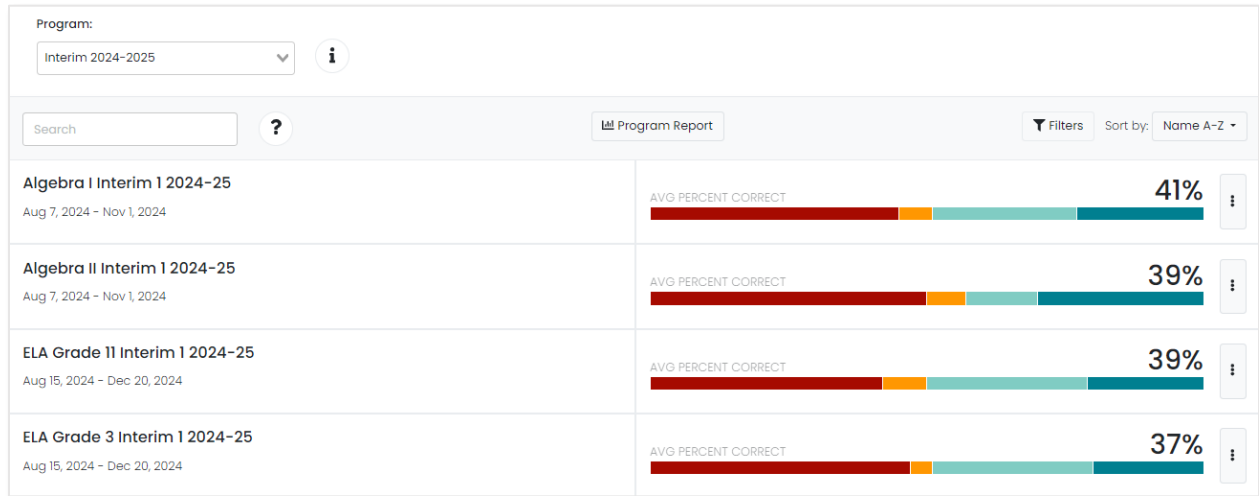 Program:
Interim 2024-2025
i
Search
?
Program Report
Filters
Sort by:
Name A-Z
Algebra I Interim 1 2024-25
Aug 7, 2024 - Nov 1, 2024
AVG PERCENT CORRECT
41%
Algebra II Interim 1 2024-25
Aug 7, 2024 - Nov 1, 2024
AVG PERCENT CORRECT
39%
ELA Grade 11 Interim 1 2024-25
Aug 15, 2024 - Dec 20, 2024
AVG PERCENT CORRECT
39%
ELA Grade 3 Interim 1 2024-25
Aug 15, 2024 - Dec 20, 2024
AVG PERCENT CORRECT
37%